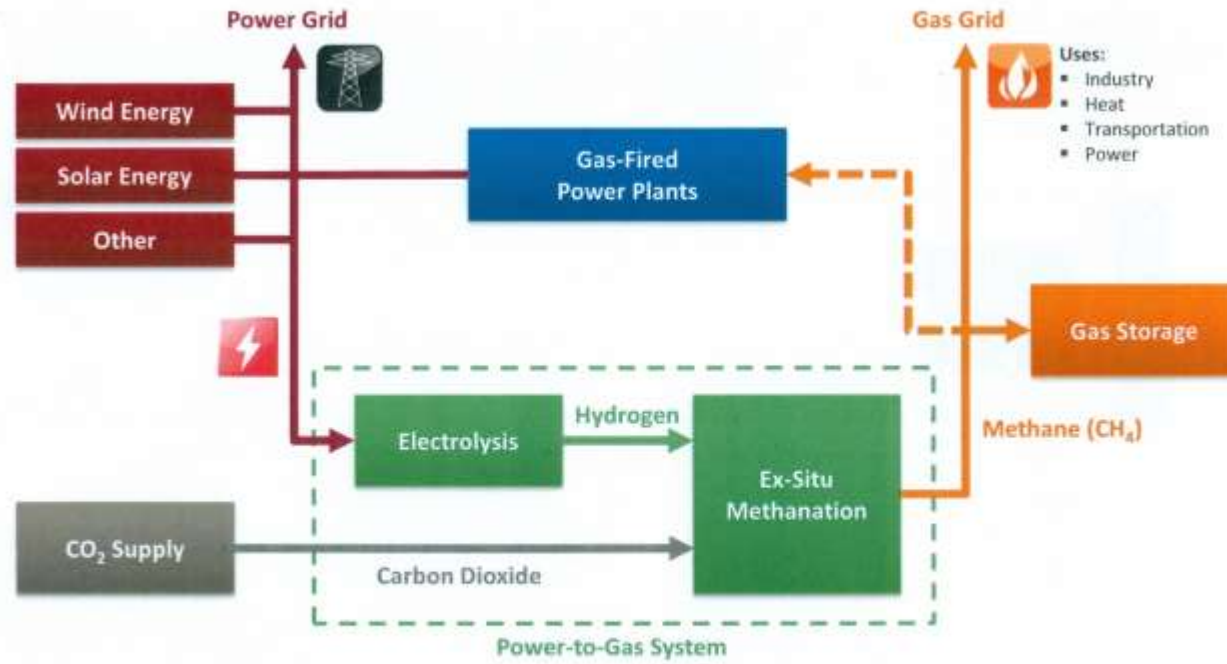 Power Grid
Gas Grid
Uses:
▪ Industry
▪ Heat
▪ Transportation
▪ Power
Wind Energy
Solar Energy
Other
Gas-Fired
Power Plants
Gas Storage
Electrolysis
Hydrogen
Ex-Situ
Methanation
Methane (CH₄)
CO₂ Supply
Carbon Dioxide
Power-to-Gas System